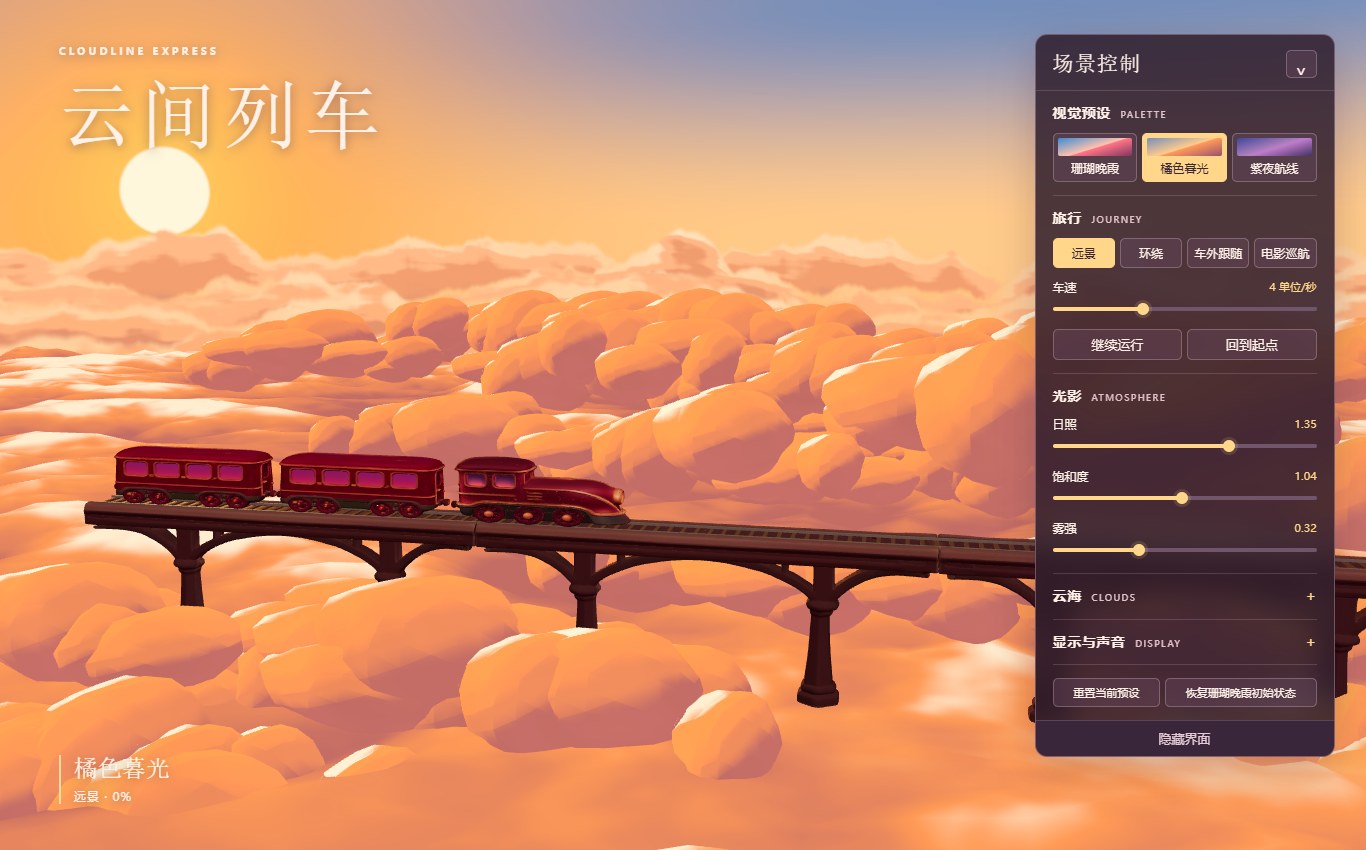 CLOUDLINE EXPRESS
云间列车
场景控制
视觉预设 PALETTE
珊瑚晚霞 橘色暮光 紫夜航线
旅行 JOURNEY
远景 环绕 车外跟随 电影巡航
车速 4 单位/秒
继续运行 回到起点
光影 ATMOSPHERE
日照 1.35
饱和度 1.04
雾强 0.32
云海 CLOUDS +
显示与声音 DISPLAY +
重置当前预设 恢复珊瑚晚霞初始状态
隐藏界面
橘色暮光
远景 · 0%